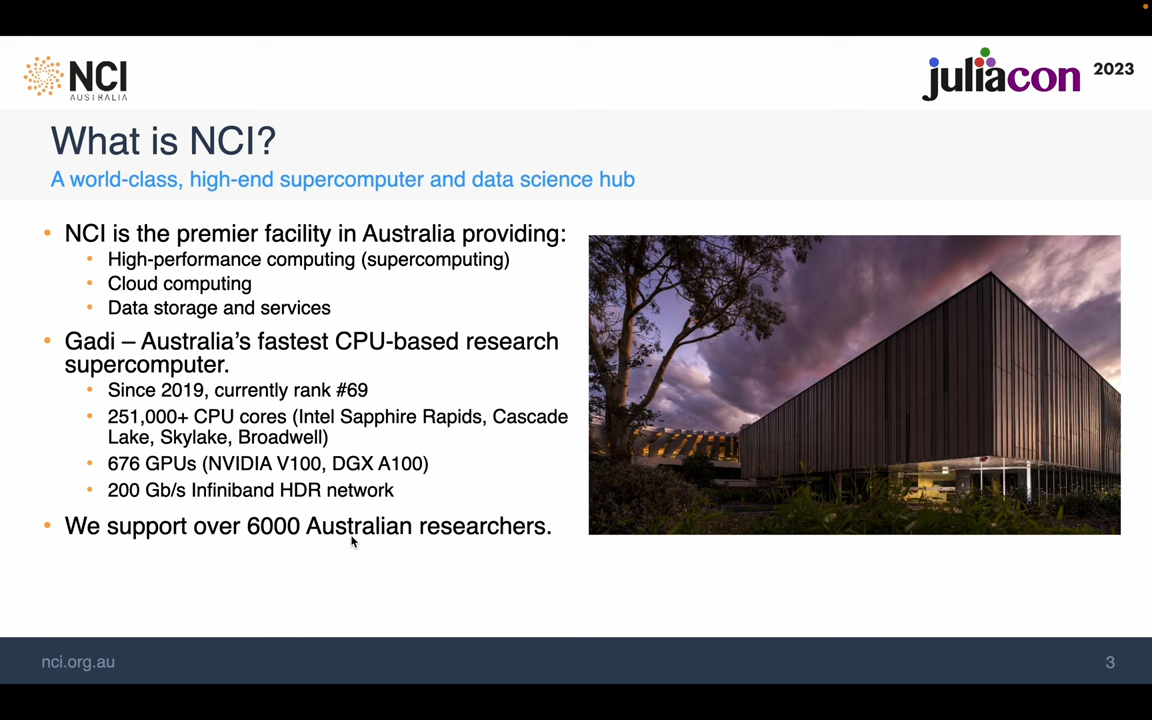 NCI
AUSTRALIA
juliacon 2023
What is NCI?
A world-class, high-end supercomputer and data science hub
• NCI is the premier facility in Australia providing:
• High-performance computing (supercomputing)
• Cloud computing
• Data storage and services
• Gadi – Australia’s fastest CPU-based research
supercomputer.
• Since 2019, currently rank #69
• 251,000+ CPU cores (Intel Sapphire Rapids, Cascade
Lake, Skylake, Broadwell)
• 676 GPUs (NVIDIA V100, DGX A100)
• 200 Gb/s Infiniband HDR network
• We support over 6000 Australian researchers.
nci.org.au
3